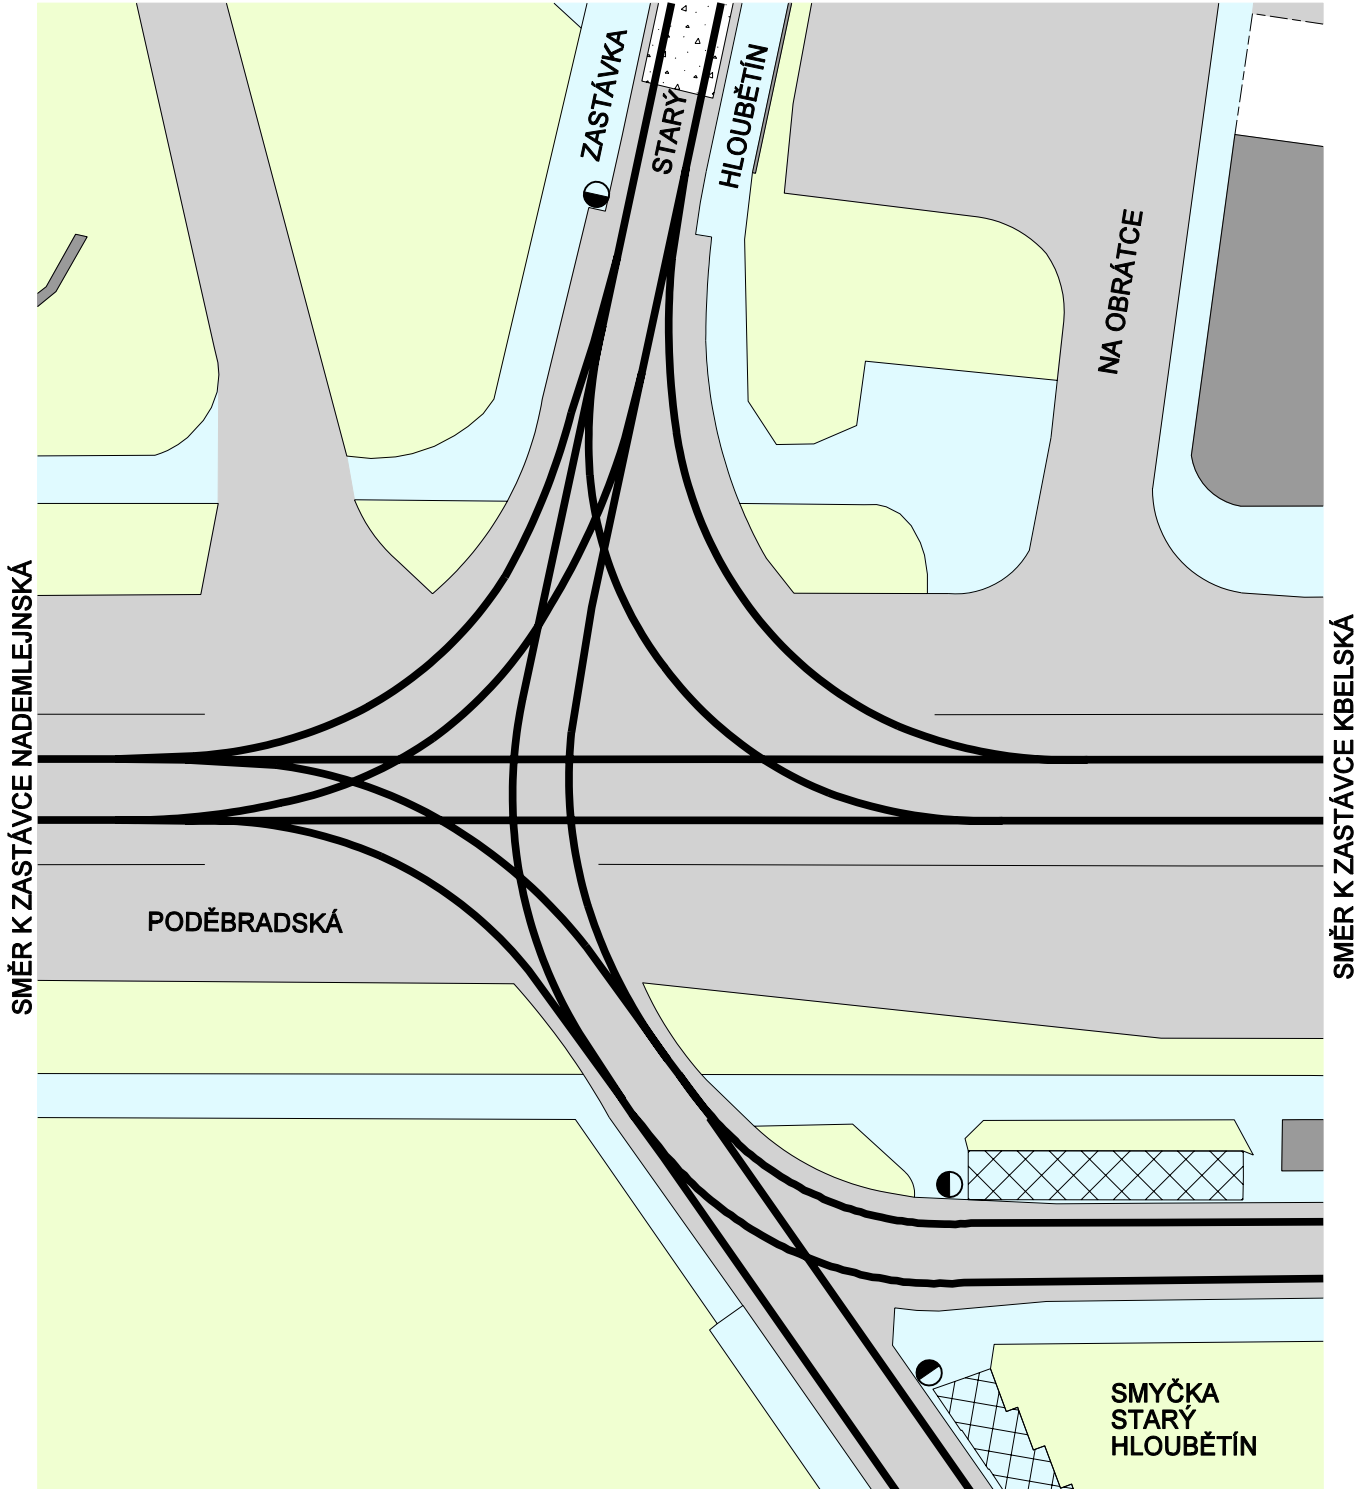 ZASTÁVKA
STARÝ
HLOUBĚTÍN
NA OBRÁTCE
SMĚR K ZASTÁVCE NADEMLEJNSKÁ
SMĚR K ZASTÁVCE KBELSKÁ
PODĚBRADSKÁ
SMYČKA
STARÝ
HLOUBĚTÍN